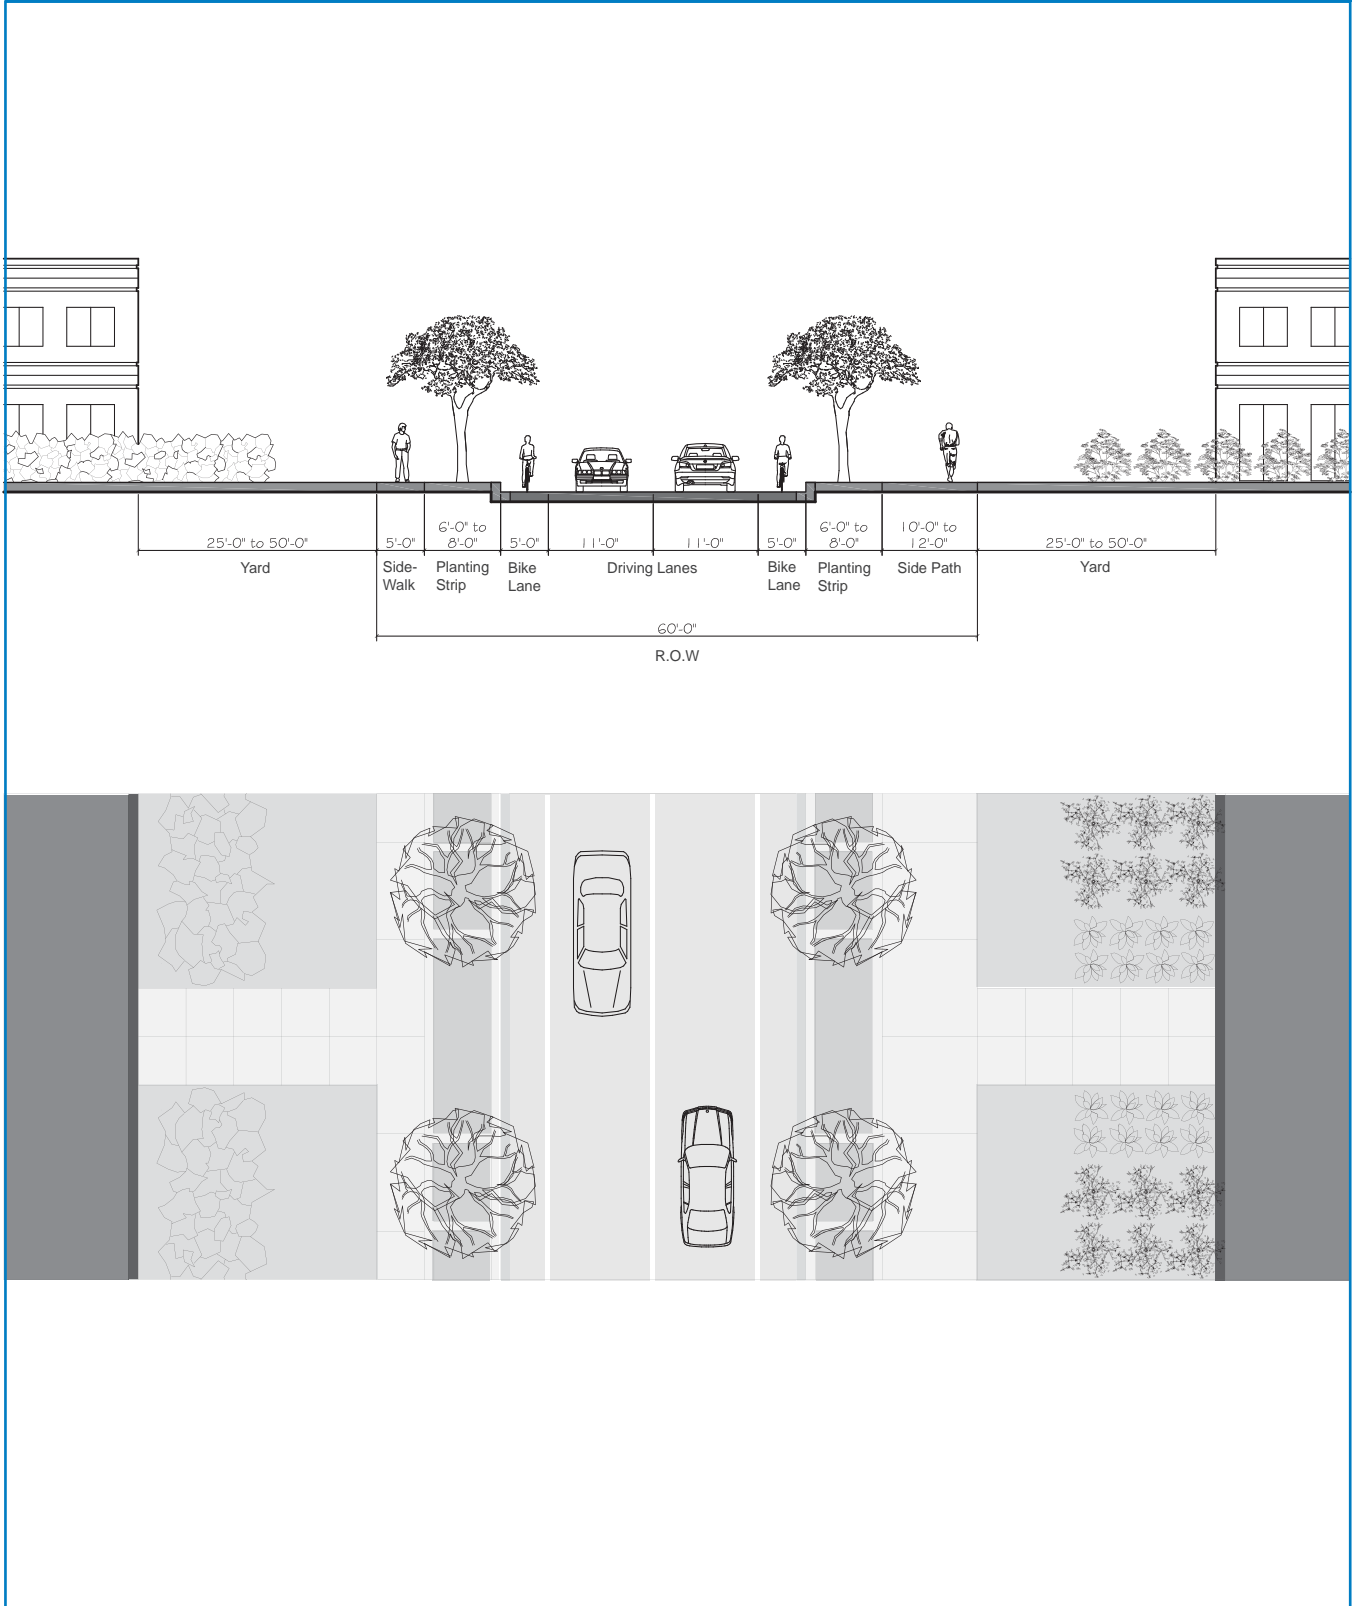 25'-0" to 50'-0"
5'-0"
6'-0" to
8'-0"
5'-0"
11'-0"
11'-0"
5'-0"
6'-0" to
8'-0"
10'-0" to
12'-0"
25'-0" to 50'-0"
Yard
Side-
Walk
Planting
Strip
Bike
Lane
Driving Lanes
Bike
Lane
Planting
Strip
Side Path
Yard
60'-0"
R.O.W